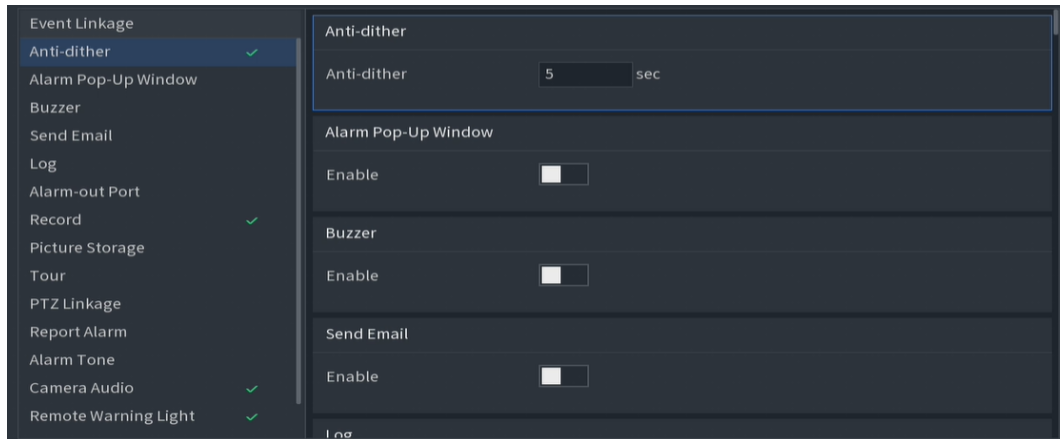 Event Linkage
Anti-dither
Alarm Pop-Up Window
Buzzer
Send Email
Log
Alarm-out Port
Record
Picture Storage
Tour
PTZ Linkage
Report Alarm
Alarm Tone
Camera Audio
Remote Warning Light
Anti-dither
Anti-dither 5 sec
Alarm Pop-Up Window
Enable
Buzzer
Enable
Send Email
Enable
Log